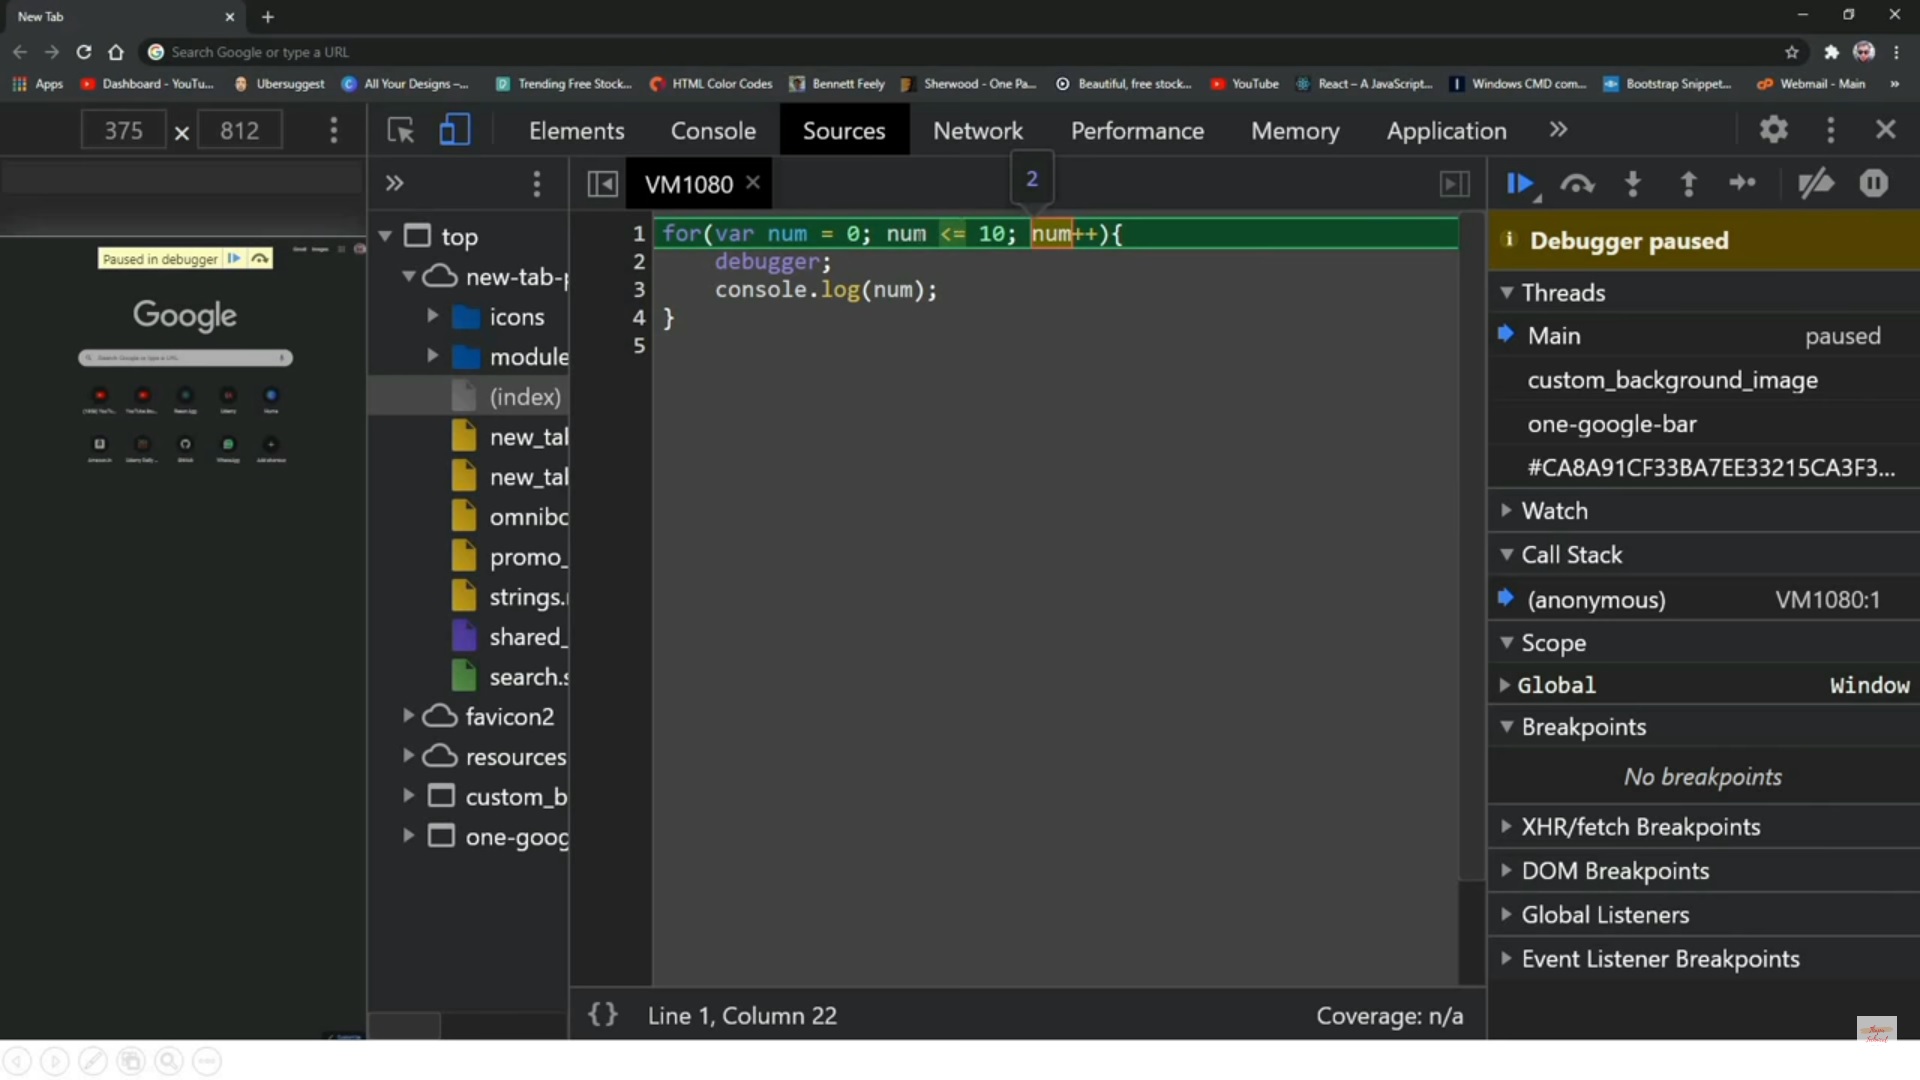 New Tab
Search Google or type a URL
Apps
Dashboard - YouTu...
Ubersuggest
All Your Designs –...
Trending Free Stock...
HTML Color Codes
Bennett Feely
Sherwood - One Pa...
Beautiful, free stock...
YouTube
React – A JavaScript...
Windows CMD com...
Bootstrap Snippet...
Webmail - Main
375 × 812
Elements
Console
Sources
Network
Performance
Memory
Application
2
VM1080
Paused in debugger
Google
Search Google or type a URL
top
new-tab-p
icons
module
(index)
new_tal
new_tal
omnibo
promo_
strings.
shared_
search.s
favicon2
resources
custom_b
one-goog
1 for(var num = 0; num <= 10; num++){
2 debugger;
3 console.log(num);
4 }
5
{} Line 1, Column 22
Coverage: n/a
Debugger paused
Threads
Main paused
custom_background_image
one-google-bar
#CA8A91CF33BA7EE33215CA3F3...
Watch
Call Stack
(anonymous) VM1080:1
Scope
Global Window
Breakpoints
No breakpoints
XHR/fetch Breakpoints
DOM Breakpoints
Global Listeners
Event Listener Breakpoints